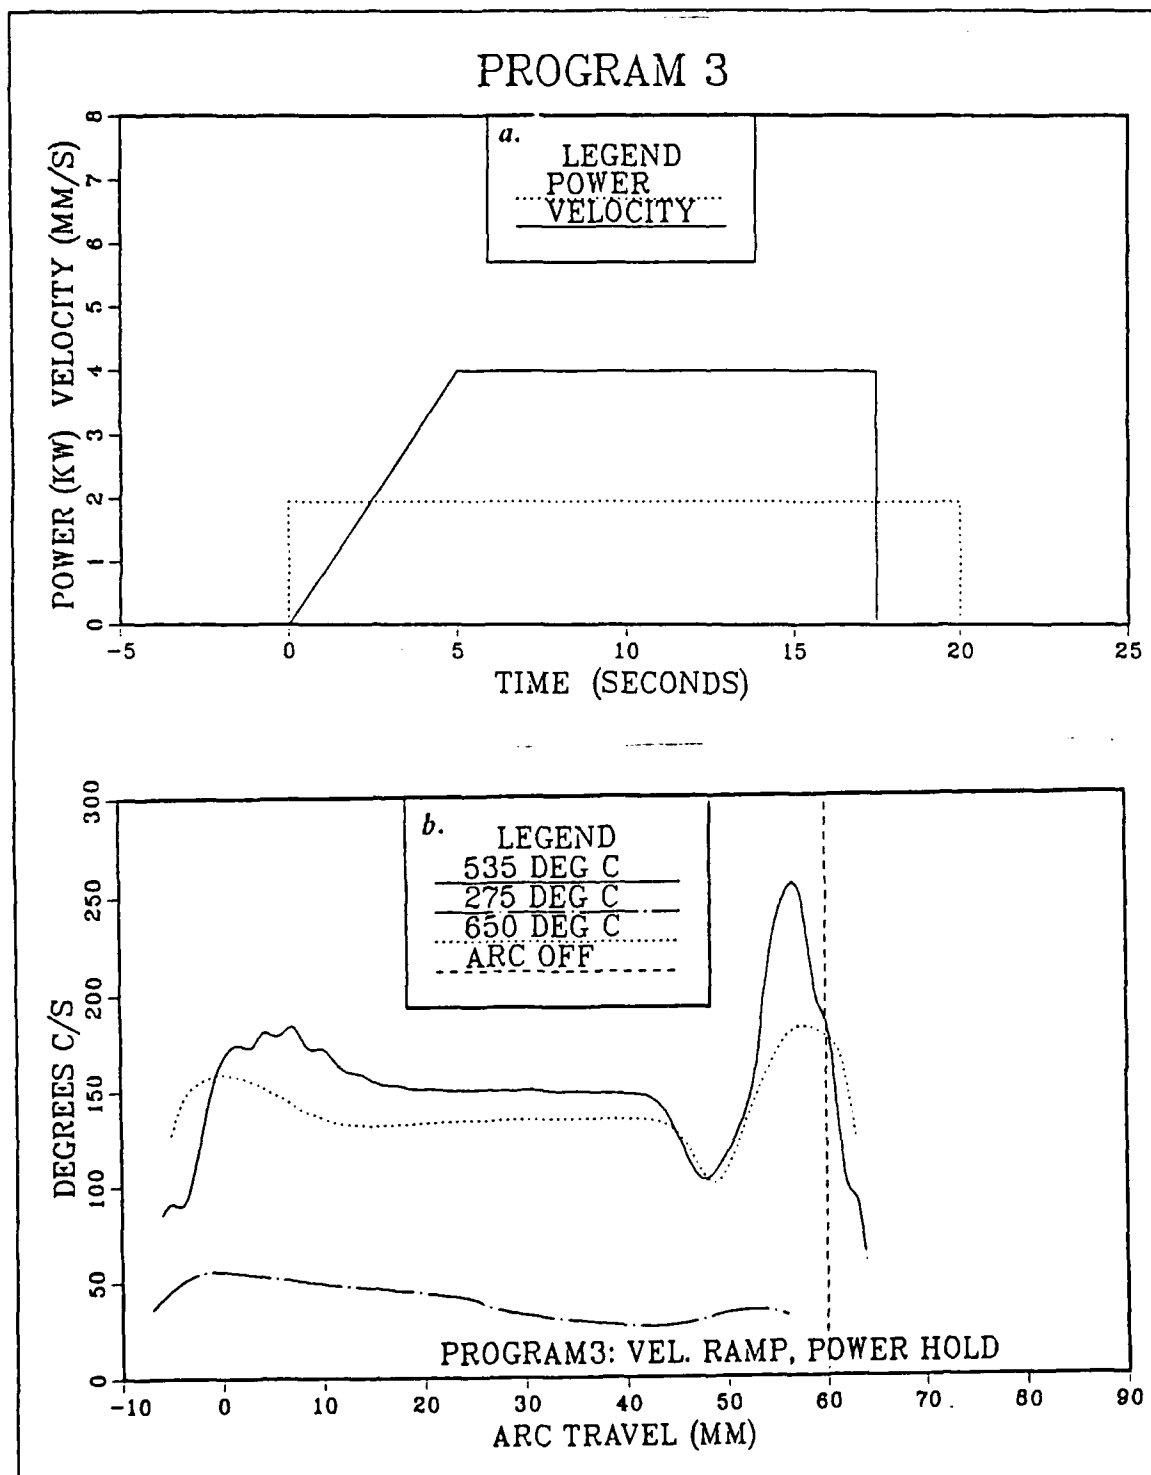 PROGRAM 3
a.
LEGEND
POWER
VELOCITY
POWER (KW)  VELOCITY (MM/S)
8
7
6
5
4
3
2
1
0
-5 0 5 10 15 20 25
TIME (SECONDS)
b.
LEGEND
535 DEG C
275 DEG C
650 DEG C
ARC OFF
DEGREES C/S
300
250
200
150
100
50
0
PROGRAM3: VEL. RAMP, POWER HOLD
-10 0 10 20 30 40 50 60 70 80 90
ARC TRAVEL (MM)